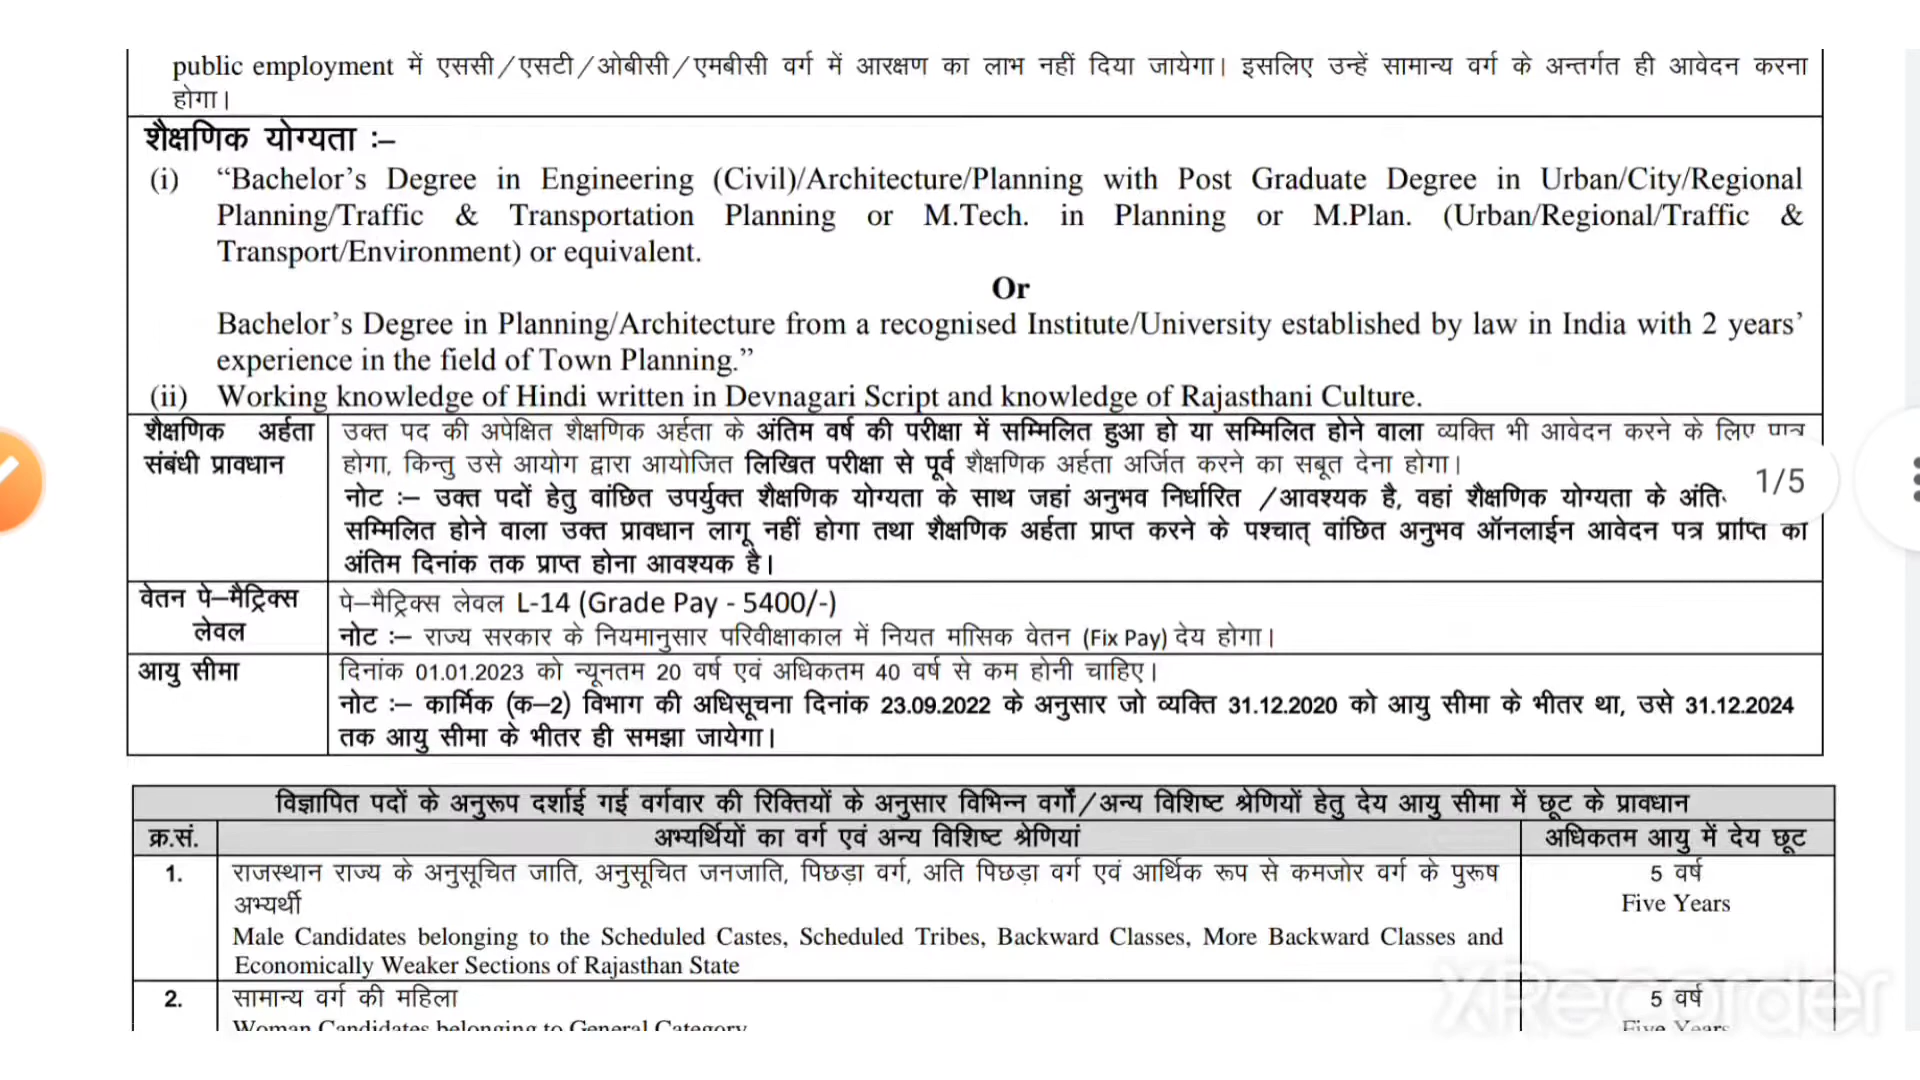 public employment में एससी/एसटी/ओबीसी/एमबीसी वर्ग में आरक्षण का लाभ नहीं दिया जायेगा। इसलिए उन्हें सामान्य वर्ग के अन्तर्गत ही आवेदन करना
होगा।
शैक्षणिक योग्यता :–
(i) “Bachelor’s Degree in Engineering (Civil)/Architecture/Planning with Post Graduate Degree in Urban/City/Regional
Planning/Traffic & Transportation Planning or M.Tech. in Planning or M.Plan. (Urban/Regional/Traffic &
Transport/Environment) or equivalent.
Or
Bachelor’s Degree in Planning/Architecture from a recognised Institute/University established by law in India with 2 years’
experience in the field of Town Planning.”
(ii) Working knowledge of Hindi written in Devnagari Script and knowledge of Rajasthani Culture.
शैक्षणिक अर्हता
संबंधी प्रावधान
उक्त पद की अपेक्षित शैक्षणिक अर्हता के अंतिम वर्ष की परीक्षा में सम्मिलित हुआ हो या सम्मिलित होने वाला व्यक्ति भी आवेदन करने के लिए पात्र
होगा, किन्तु उसे आयोग द्वारा आयोजित लिखित परीक्षा से पूर्व शैक्षणिक अर्हता अर्जित करने का सबूत देना होगा।
नोट :– उक्त पदों हेतु वांछित उपर्युक्त शैक्षणिक योग्यता के साथ जहां अनुभव निर्धारित /आवश्यक है, वहां शैक्षणिक योग्यता के
सम्मिलित होने वाला उक्त प्रावधान लागू नहीं होगा तथा शैक्षणिक अर्हता प्राप्त करने के पश्चात् वांछित अनुभव ऑनलाईन आवेदन पत्र प्राप्ति की
अंतिम दिनांक तक प्राप्त होना आवश्यक है।
1/5
वेतन पे–मैट्रिक्स
लेवल
पे–मैट्रिक्स लेवल L-14 (Grade Pay - 5400/-)
नोट :– राज्य सरकार के नियमानुसार परिवीक्षाकाल में नियत मासिक वेतन (Fix Pay) देय होगा।
आयु सीमा
दिनांक 01.01.2023 को न्यूनतम 20 वर्ष एवं अधिकतम 40 वर्ष से कम होनी चाहिए।
नोट :– कार्मिक (क–2) विभाग की अधिसूचना दिनांक 23.09.2022 के अनुसार जो व्यक्ति 31.12.2020 को आयु सीमा के भीतर था, उसे 31.12.2024
तक आयु सीमा के भीतर ही समझा जायेगा।
विज्ञापित पदों के अनुरूप दर्शाई गई वर्गवार की रिक्तियों के अनुसार विभिन्न वर्गों/अन्य विशिष्ट श्रेणियों हेतु देय आयु सीमा में छूट के प्रावधान
क्र.सं. अभ्यर्थियों का वर्ग एवं अन्य विशिष्ट श्रेणियां अधिकतम आयु में देय छूट
1. राजस्थान राज्य के अनुसूचित जाति, अनुसूचित जनजाति, पिछड़ा वर्ग, अति पिछड़ा वर्ग एवं आर्थिक रूप से कमजोर वर्ग के पुरूष 5 वर्ष
अभ्यर्थी Five Years
Male Candidates belonging to the Scheduled Castes, Scheduled Tribes, Backward Classes, More Backward Classes and
Economically Weaker Sections of Rajasthan State
2. सामान्य वर्ग की महिला 5 वर्ष
Woman Candidates belonging to General Category Five Years
XRecorder